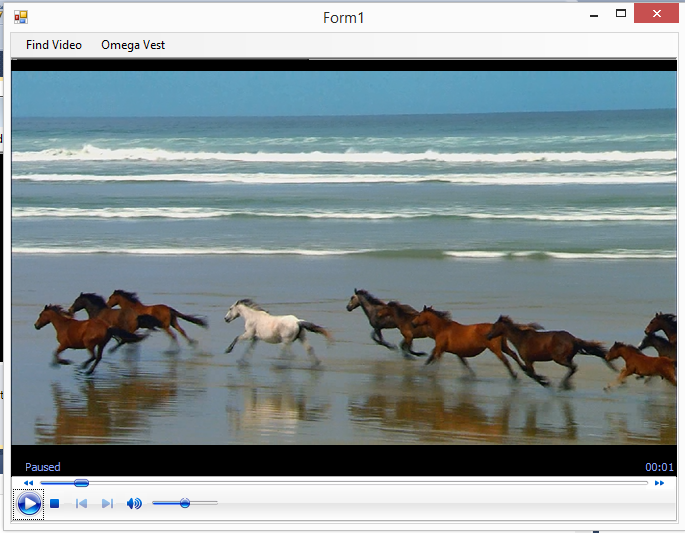 Form1
Find Video Omega Vest
Paused 00:01